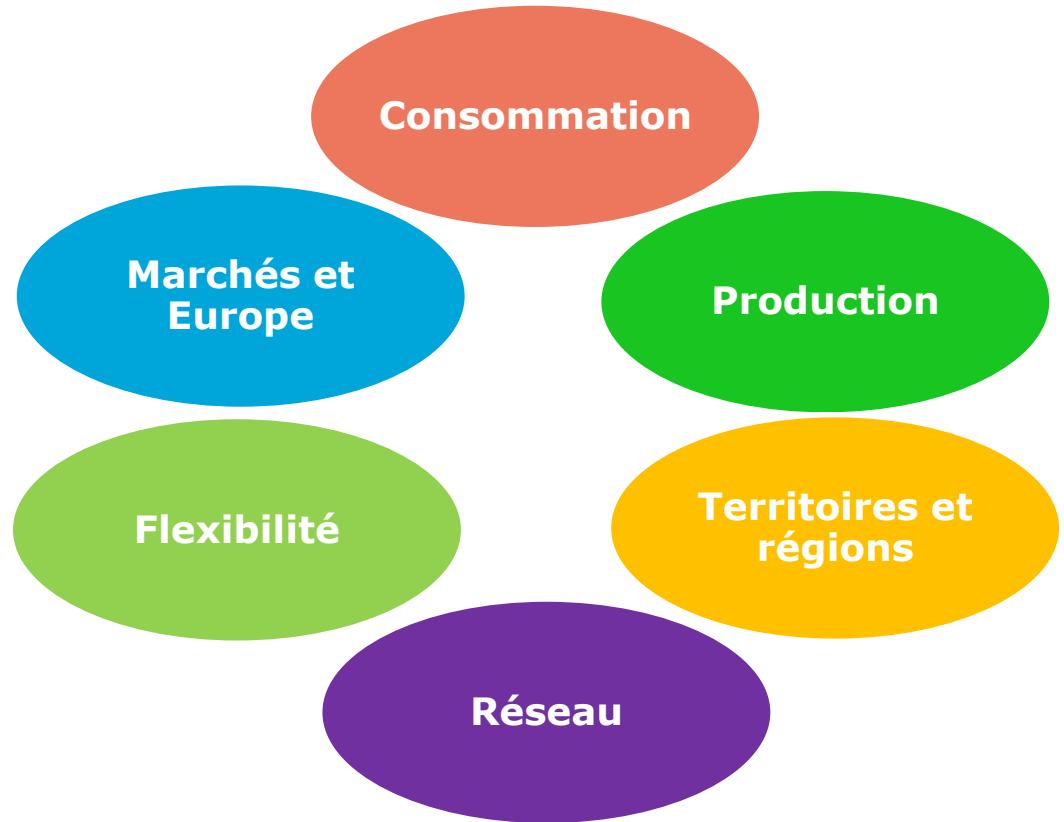 Consommation
Marchés et
Europe
Production
Flexibilité
Territoires et
régions
Réseau